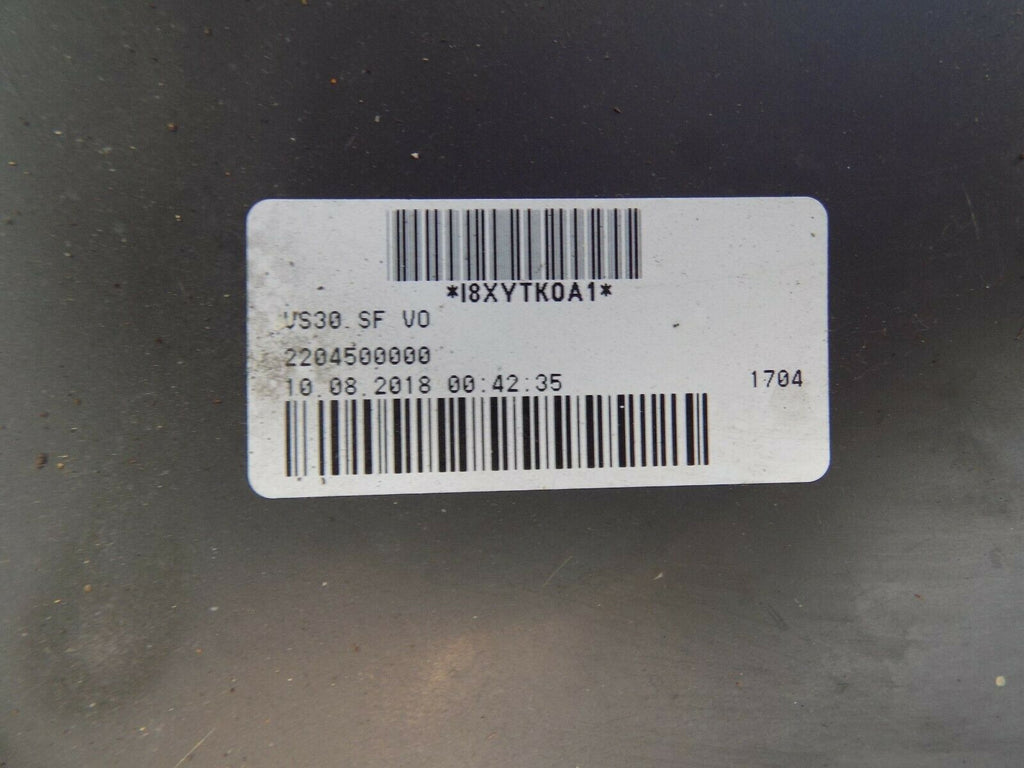 *I8XYTK0A1*
VS30 SF VO
2204500000
10.08.2018 00:42:35
1704